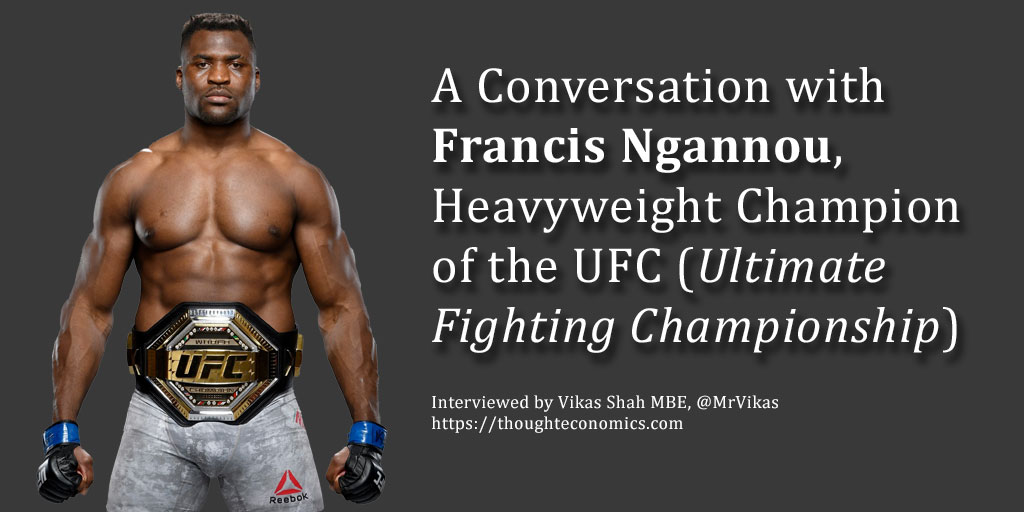 A Conversation with
Francis Ngannou,
Heavyweight Champion
of the UFC (Ultimate
Fighting Championship)
Interviewed by Vikas Shah MBE, @MrVikas
https://thoughteconomics.com
UFC
Reebok